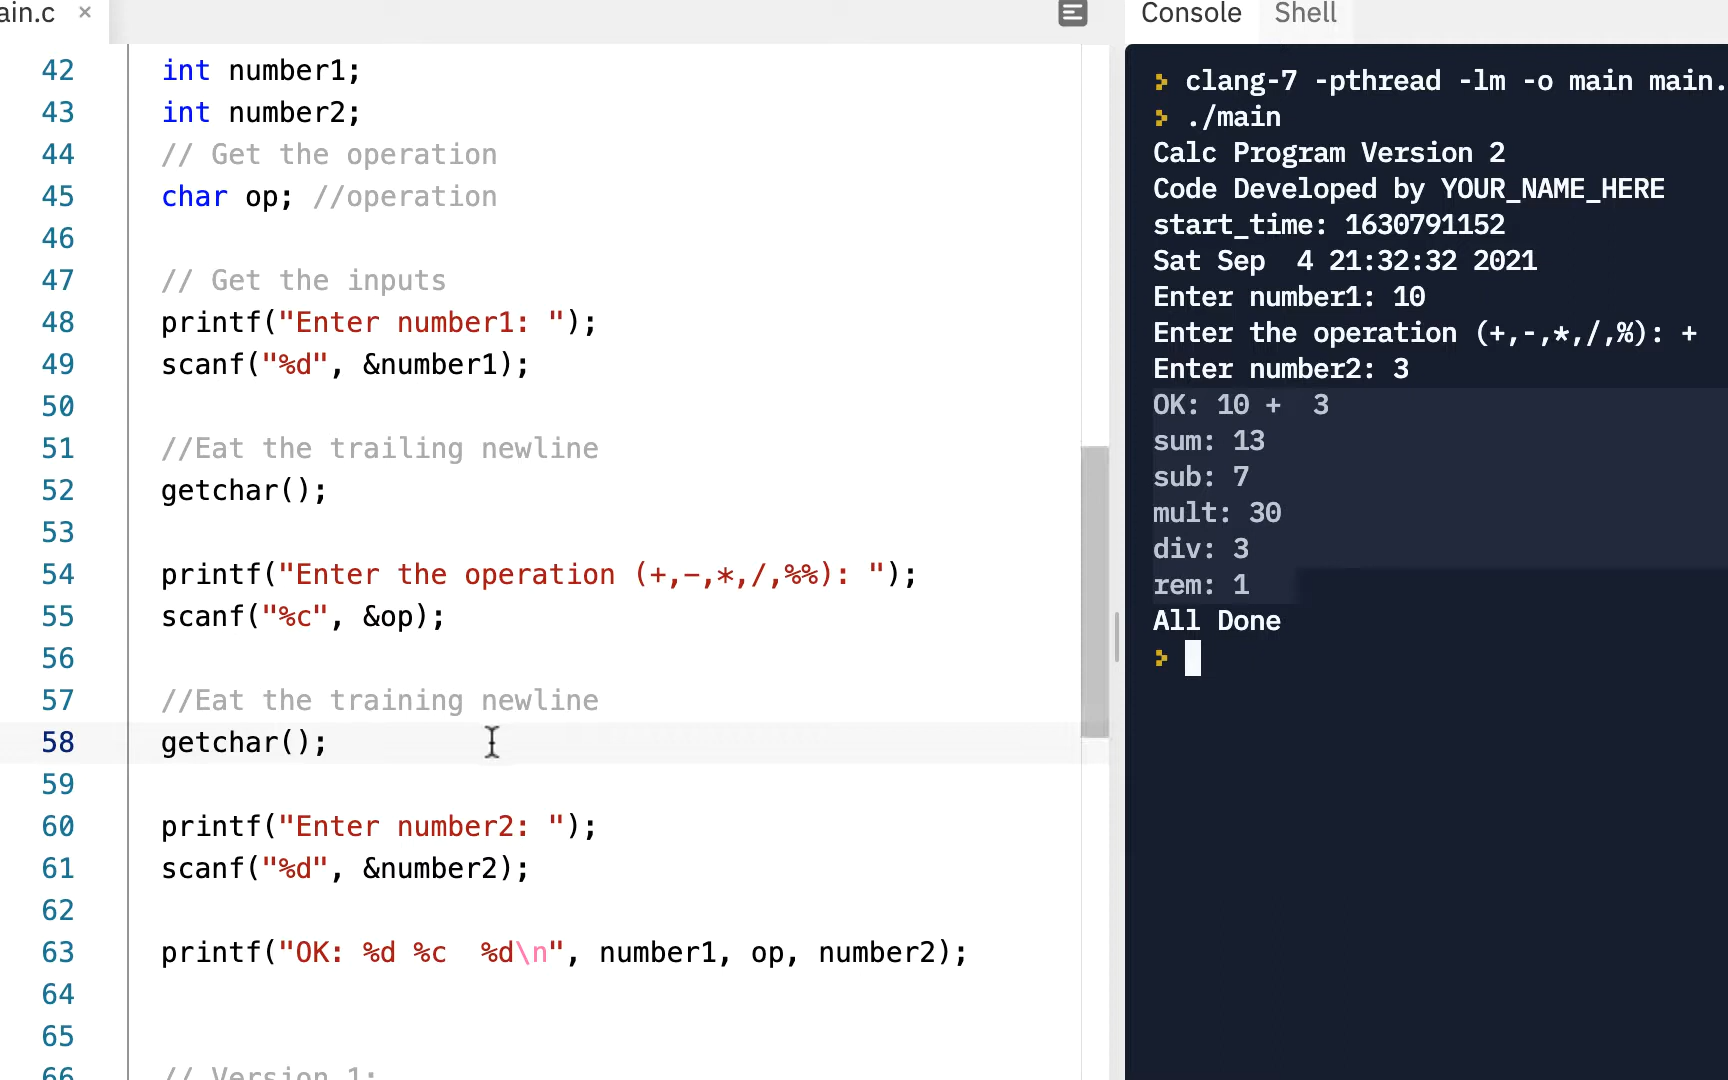 ain.c ×
42 int number1;
43 int number2;
44 // Get the operation
45 char op; //operation
46
47 // Get the inputs
48 printf("Enter number1: ");
49 scanf("%d", &number1);
50
51 //Eat the trailing newline
52 getchar();
53
54 printf("Enter the operation (+,-,*,/,%%): ");
55 scanf("%c", &op);
56
57 //Eat the training newline
58 getchar();
59
60 printf("Enter number2: ");
61 scanf("%d", &number2);
62
63 printf("OK: %d %c  %d\n", number1, op, number2);
64
65
66 // Version 1:
Console Shell
> clang-7 -pthread -lm -o main main.
> ./main
Calc Program Version 2
Code Developed by YOUR_NAME_HERE
start_time: 1630791152
Sat Sep  4 21:32:32 2021
Enter number1: 10
Enter the operation (+,-,*,/,%): +
Enter number2: 3
OK: 10 +  3
sum: 13
sub: 7
mult: 30
div: 3
rem: 1
All Done
>